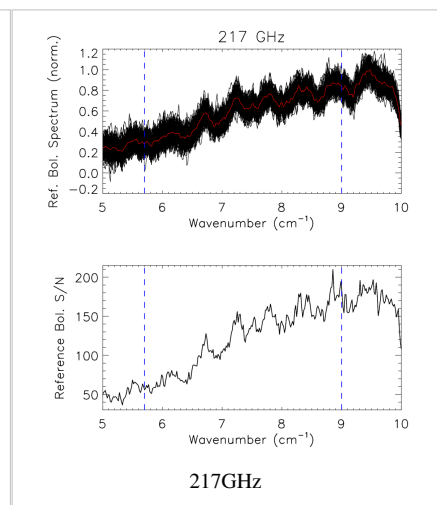 217 GHz
Ref. Bol. Spectrum (norm.)
1.2
1.0
0.8
0.6
0.4
0.2
0.0
−0.2
5 6 7 8 9 10
Wavenumber (cm⁻¹)
Reference Bol. S/N
200
150
100
50
5 6 7 8 9 10
Wavenumber (cm⁻¹)
217GHz